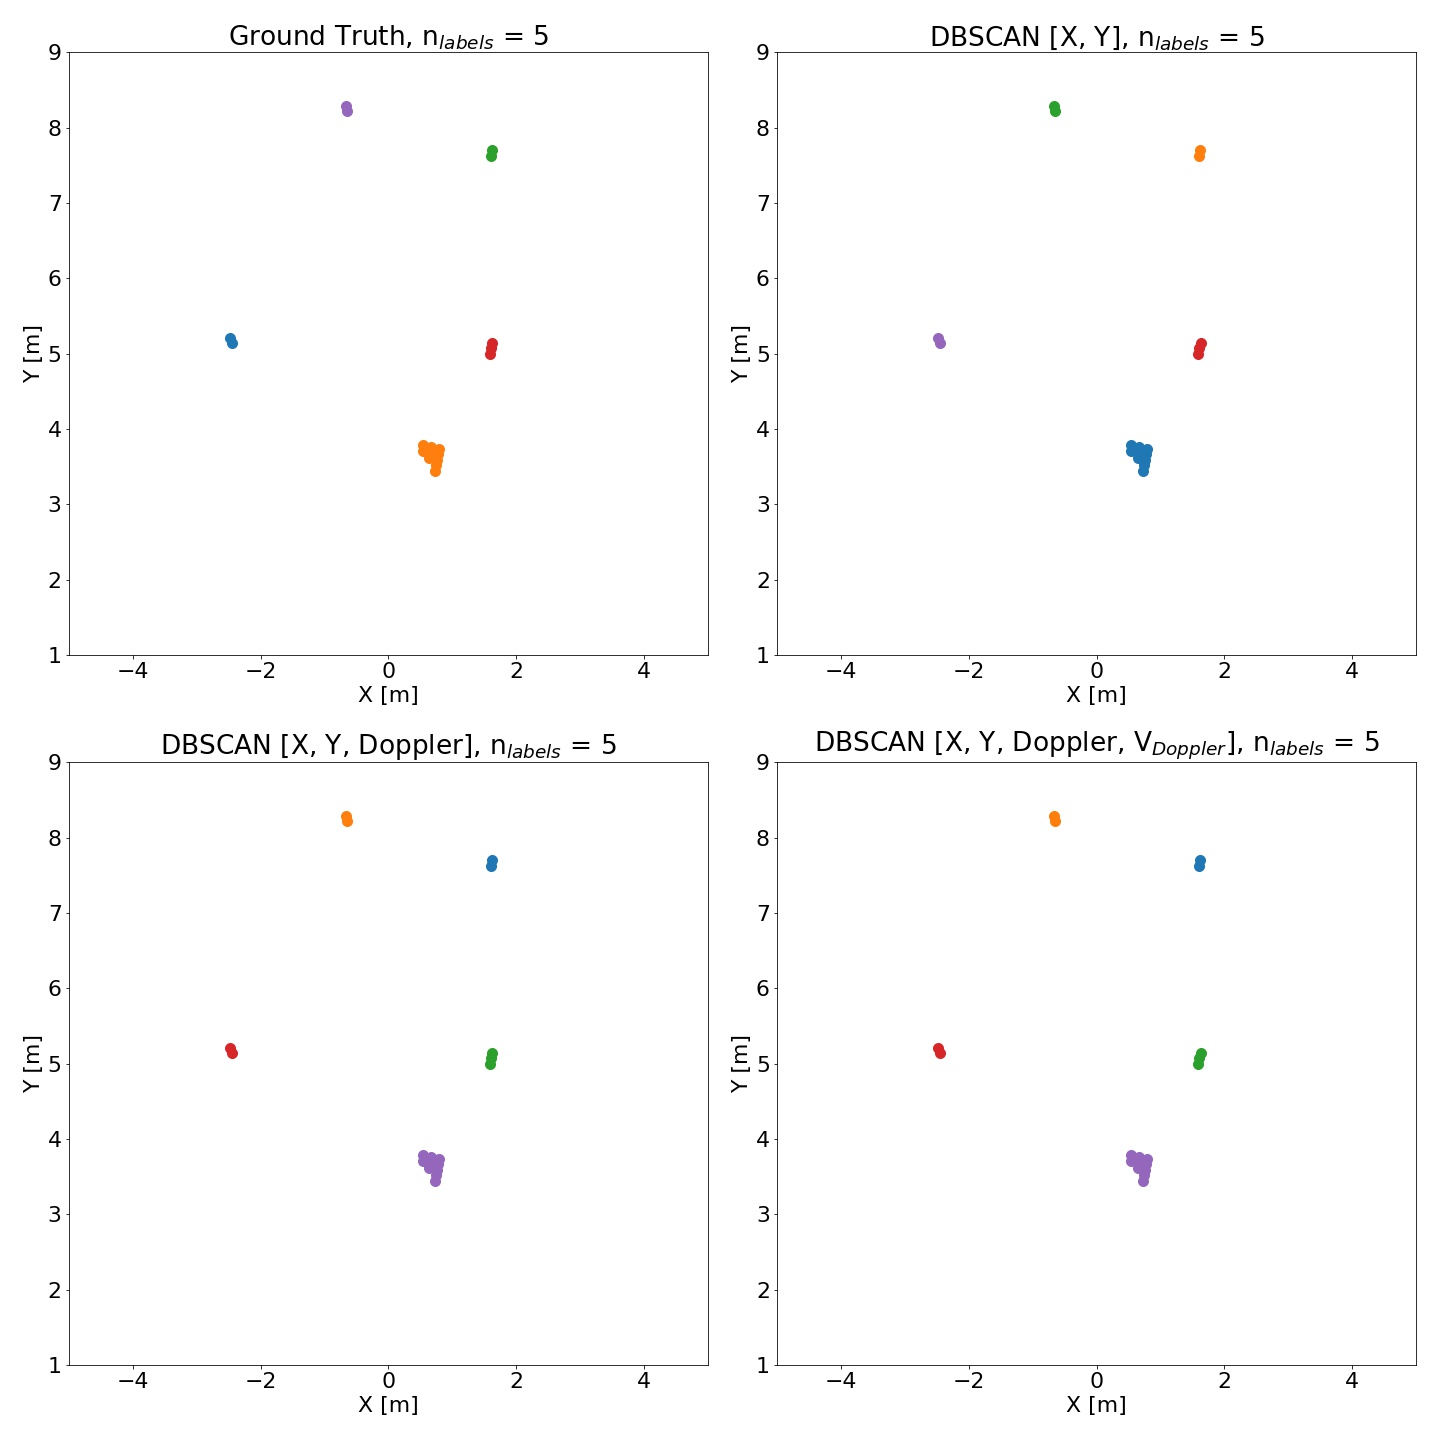 Ground Truth, n_labels = 5
9
8
7
6
5
4
3
2
1
Y [m]
−4 −2 0 2 4
X [m]
DBSCAN [X, Y], n_labels = 5
9
8
7
6
5
4
3
2
1
Y [m]
−4 −2 0 2 4
X [m]
DBSCAN [X, Y, Doppler], n_labels = 5
9
8
7
6
5
4
3
2
1
Y [m]
−4 −2 0 2 4
X [m]
DBSCAN [X, Y, Doppler, V_Doppler], n_labels = 5
9
8
7
6
5
4
3
2
1
Y [m]
−4 −2 0 2 4
X [m]